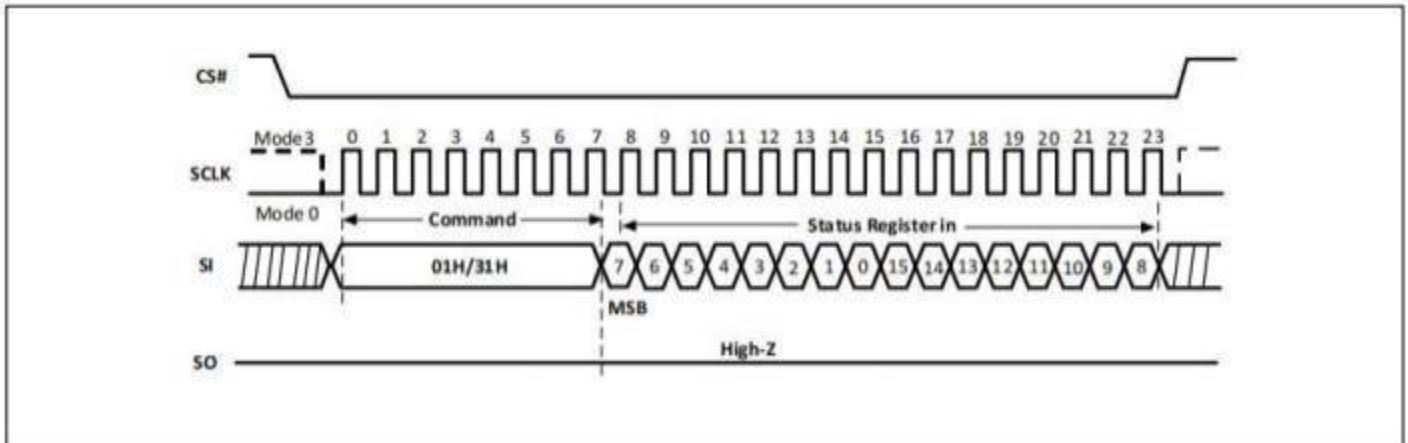 CS#
Mode 3 0 1 2 3 4 5 6 7 8 9 10 11 12 13 14 15 16 17 18 19 20 21 22 23
SCLK
Mode 0 Command Status Register in
SI 01H/31H 7 6 5 4 3 2 1 0 15 14 13 12 11 10 9 8
MSB
High-Z
SO